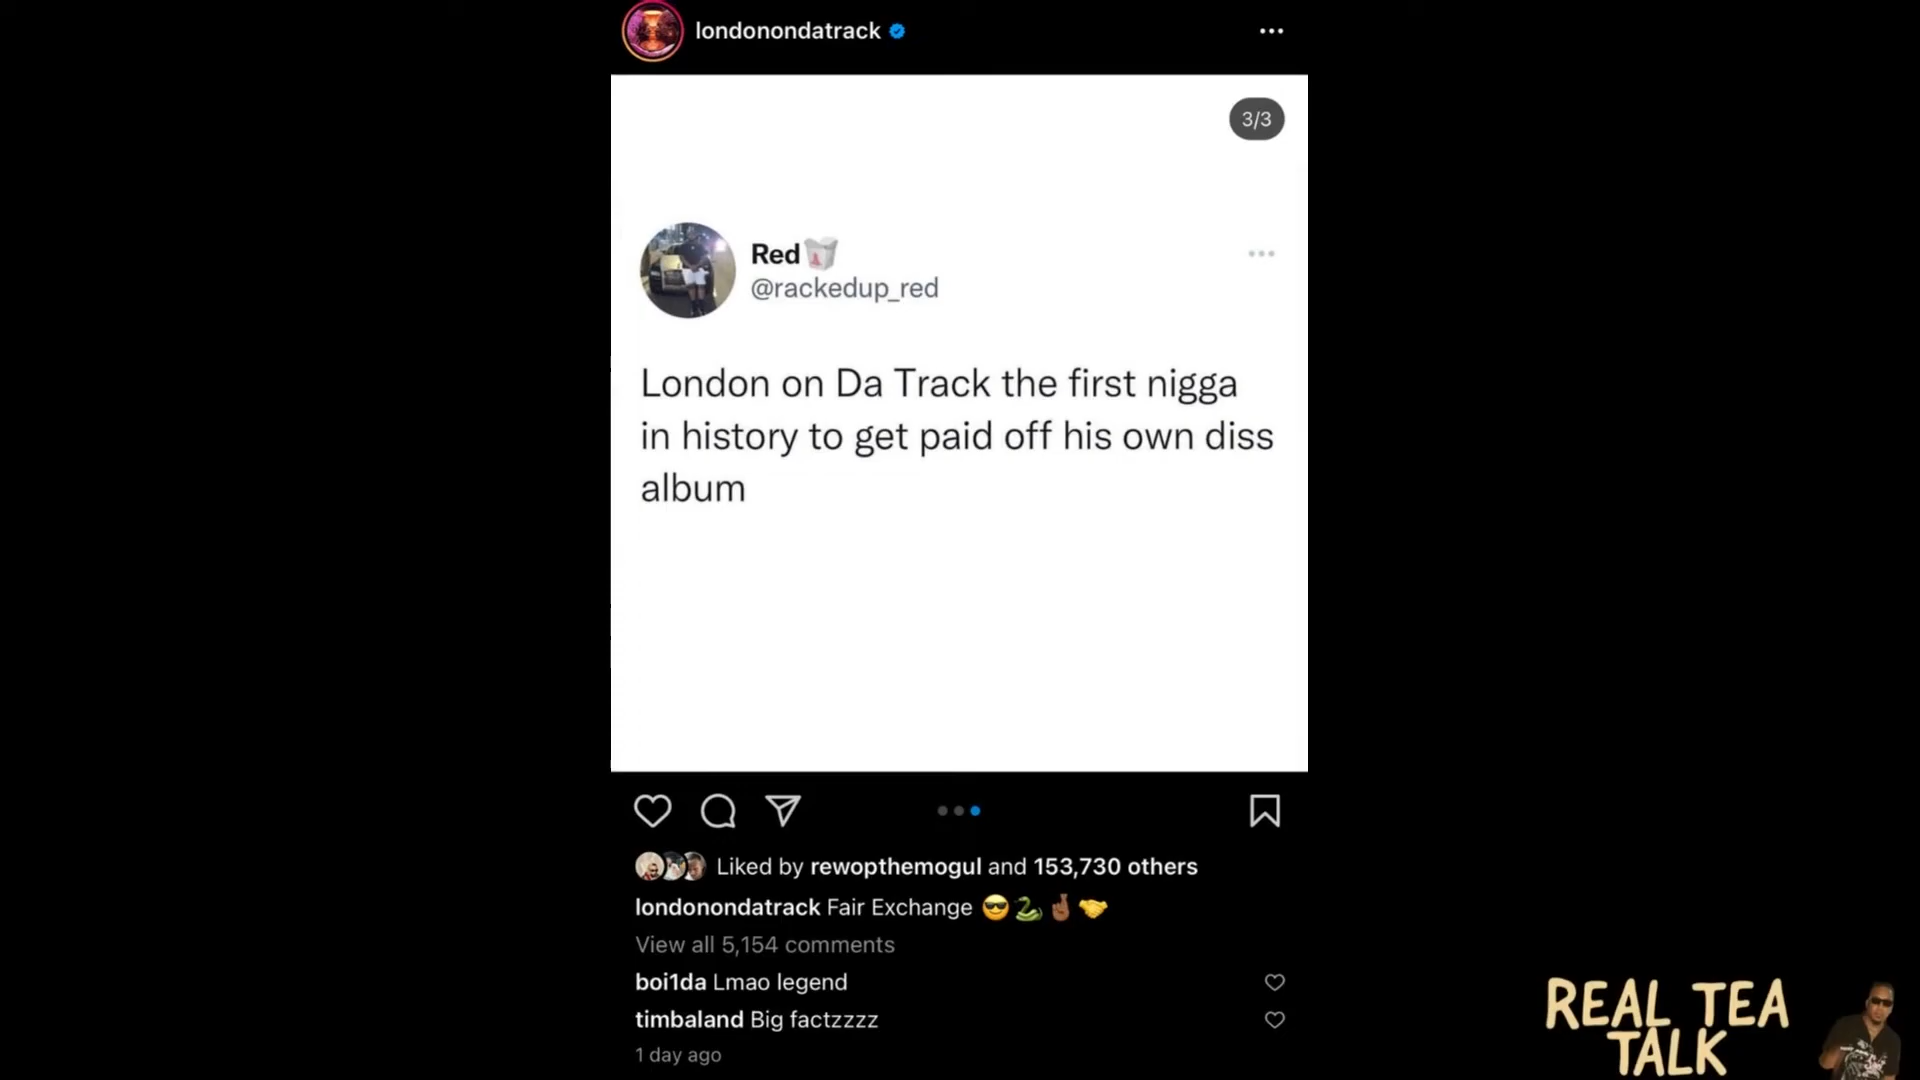 londonondatrack
3/3
Red
@rackedup_red
London on Da Track the first nigga
in history to get paid off his own diss
album
Liked by rewopthemogul and 153,730 others
londonondatrack Fair Exchange 😎🐍🤞🏾🤝
View all 5,154 comments
boi1da Lmao legend
timbaland Big factzzzz
1 day ago
REAL TEA
TALK